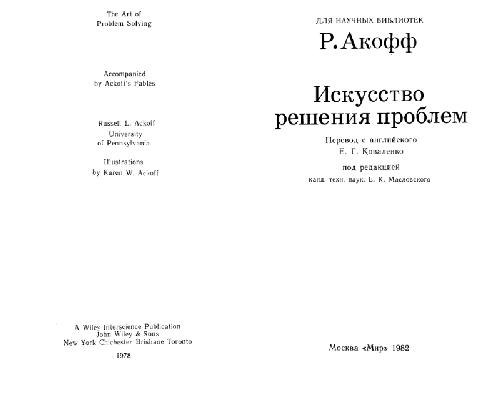 The Art of
Problem Solving
Accompanied
by Ackoff's Fables
Russell L. Ackoff
University
of Pennsylvania
Illustrations
by Karen W. Ackoff
A Wiley Interscience Publication
John Wiley & Sons
New York Chichester Brisbane Toronto
1978
ДЛЯ НАУЧНЫХ БИБЛИОТЕК
Р. Акофф
Искусство
решения проблем
Перевод с английского
Е. Г. Коваленко
под редакцией
канд. техн. наук. Е. К. Масловского
Москва «Мир» 1982